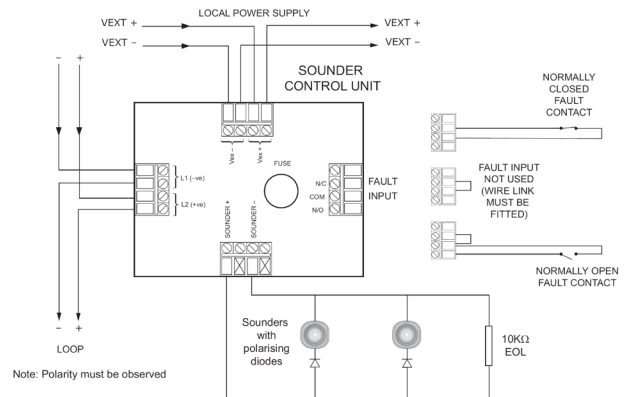 LOCAL POWER SUPPLY
VEXT +
VEXT +
VEXT –
VEXT –
– +
SOUNDER
CONTROL UNIT
NORMALLY
CLOSED
FAULT
CONTACT
Vex –
Vex +
FUSE
L1 (–ve)
L2 (+ve)
N/C
COM
N/O
FAULT
INPUT
FAULT INPUT
NOT USED
(WIRE LINK
MUST BE
FITTED)
SOUNDER +
SOUNDER –
NORMALLY OPEN
FAULT CONTACT
– +
LOOP
Sounders
with
polarising
diodes
10KΩ
EOL
Note: Polarity must be observed